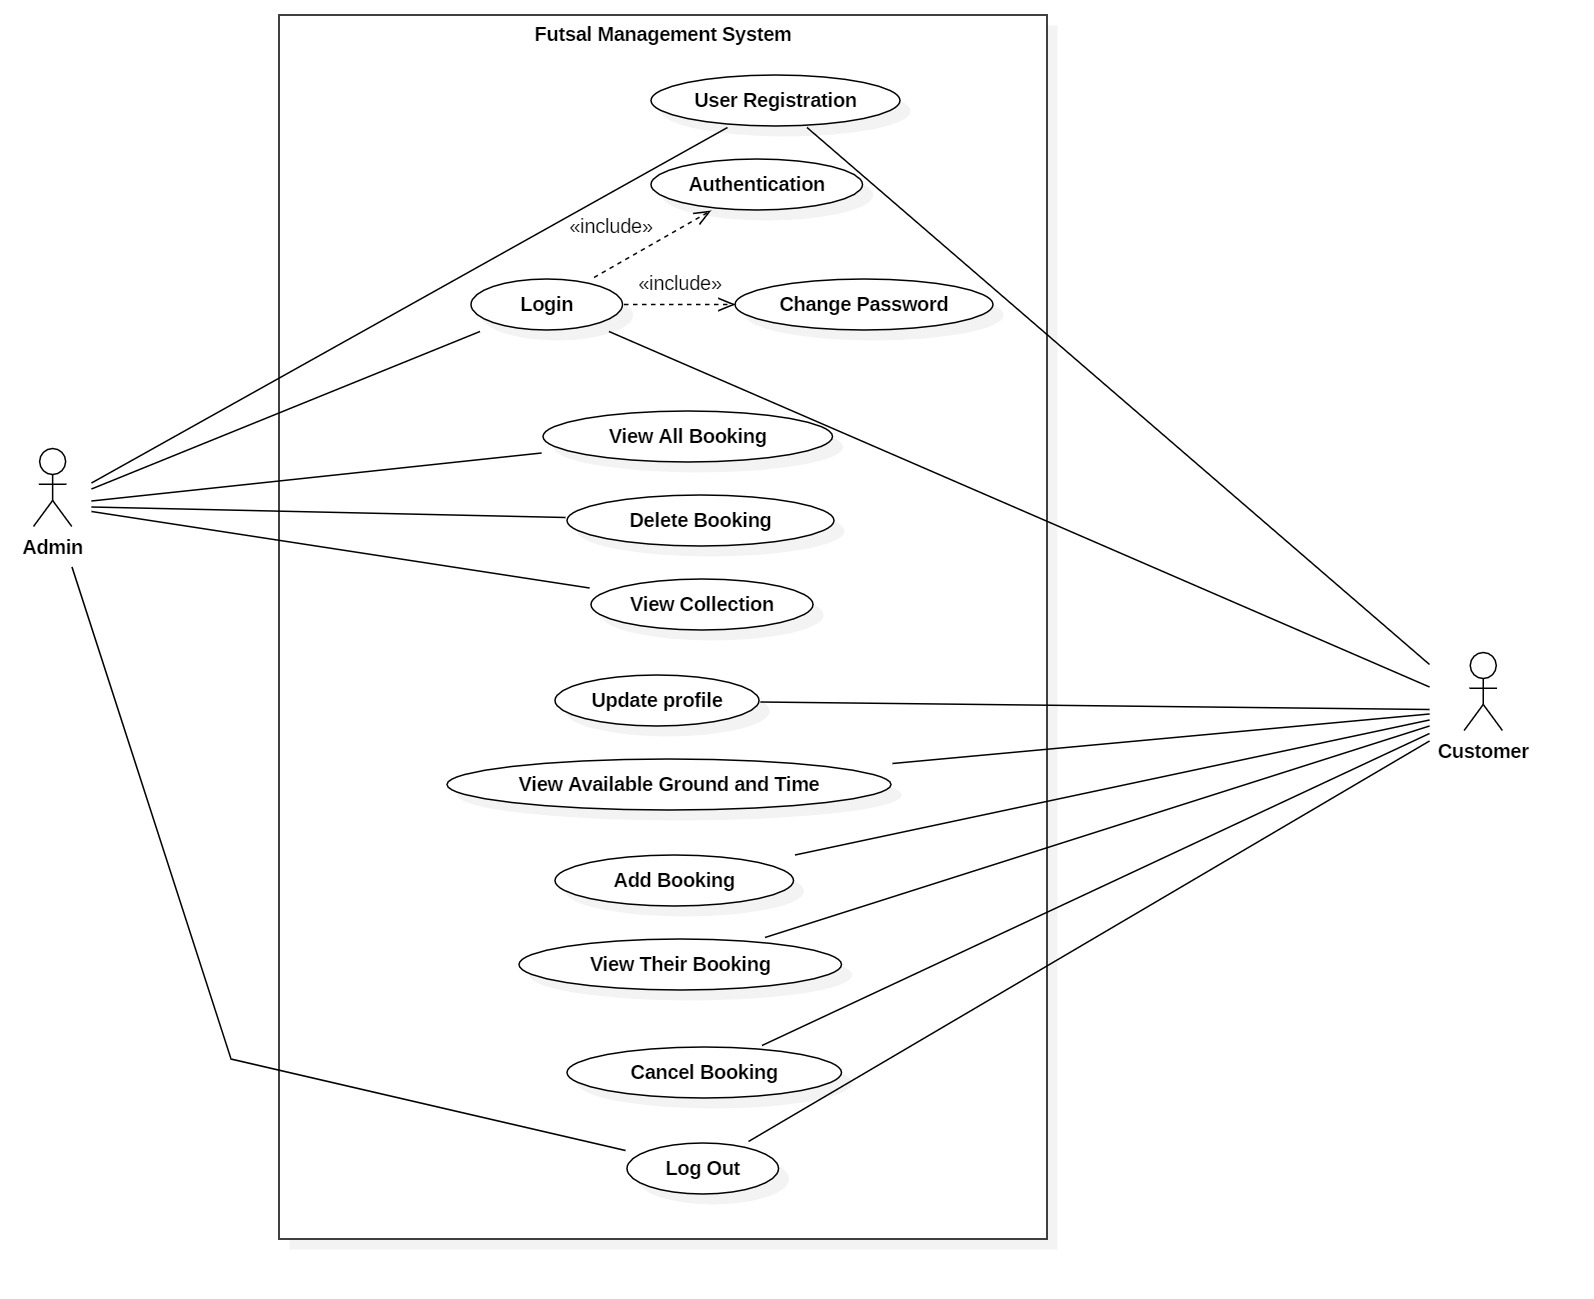 Futsal Management System
User Registration
Authentication
«include»
«include»
Login
Change Password
View All Booking
Delete Booking
Admin
View Collection
Update profile
Customer
View Available Ground and Time
Add Booking
View Their Booking
Cancel Booking
Log Out